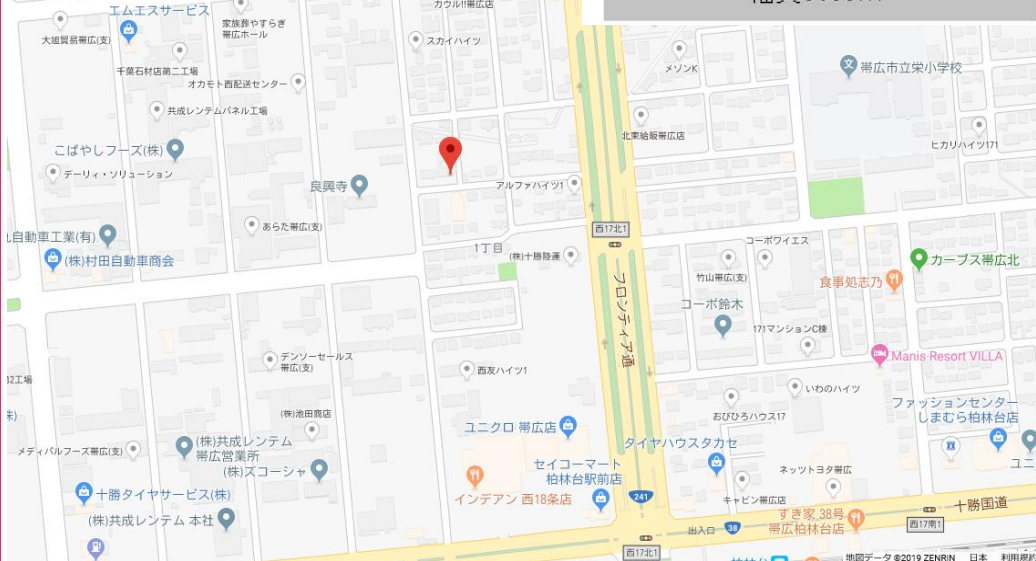 カウル!!帯広店
エムエスサービス
大旭貿易帯広(支)
家族葬やすらぎ
帯広ホール
スカイハイツ
千葉石材店第二工場
オカモト西配送センター
共成レンテムパネル工場
メゾンK
帯広市立栄小学校
北東給販帯広店
ヒカリハイツ171
こばやしフーズ(株)
デーリィ・ソリューション
良興寺
アルファハイツ1
あらた帯広(支)
自動車工業(有)
(株)村田自動車商会
1丁目
(株)十勝陸運
西17北1
フロンティア通
コーポワイエス
竹山帯広(支)
カーブス帯広北
食事処志乃
コーポ鈴木
171マンションC棟
Manis Resort VILLA
デンソーセールス
帯広(支)
西友ハイツ1
いわのハイツ
おびひろハウス17
ファッションセンター
しまむら柏林台店
(株)池田商店
ユニクロ 帯広店
タイヤハウスタカセ
メディパルフーズ帯広(支)
(株)共成レンテム
帯広営業所
(株)ズコーシャ
セイコーマート
柏林台駅前店
インデアン 西18条店
ネッツトヨタ帯広
ユニ
十勝タイヤサービス(株)
241
キャビン帯広店
(株)共成レンテム 本社
出入口
38
すき家 38号
帯広柏林台店
西17南1
十勝国道
西17北1
地図データ ©2019 ZENRIN 日本 利用規約